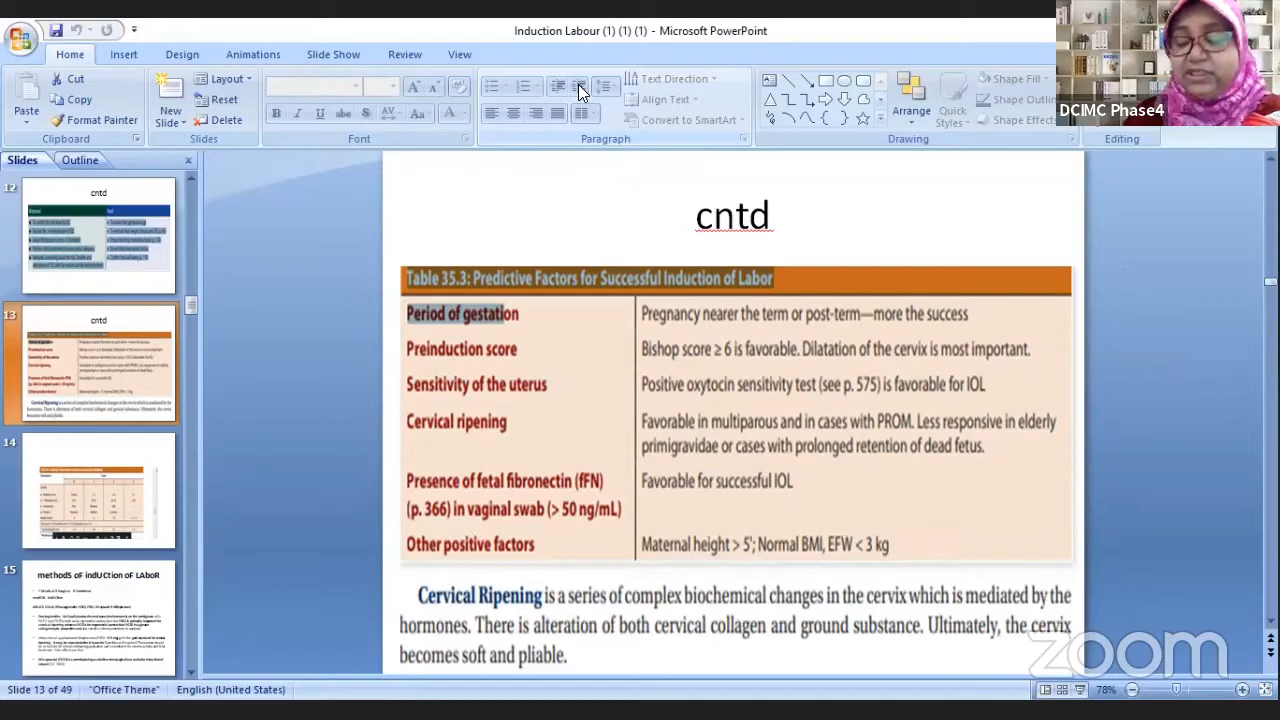 Induction Labour (1) (1) (1) - Microsoft PowerPoint
Home Insert Design Animations Slide Show Review View
Paste
Cut
Copy
Format Painter
Clipboard
New Slide
Layout
Reset
Delete
Slides
Font
Text Direction
Align Text
Convert to SmartArt
Paragraph
Arrange
Quick Styles
Shape Fill
Shape Outline
Shape Effects
Drawing
Editing
DCIMC Phase4
Slides Outline
12
cntd
13
cntd
14
15
methodS oF indUCtion oF LAboR
cntd
Table 35.3: Predictive Factors for Successful Induction of Labor
Period of gestation Pregnancy nearer the term or post-term—more the success
Preinduction score Bishop score ≥ 6 is favorable. Dilatation of the cervix is most important.
Sensitivity of the uterus Positive oxytocin sensitivity test (see p. 575) is favorable for IOL
Cervical ripening Favorable in multiparous and in cases with PROM. Less responsive in elderly
primigravidae or cases with prolonged retention of dead fetus.
Presence of fetal fibronectin (fFN) Favorable for successful IOL
(p. 366) in vaginal swab (> 50 ng/mL)
Other positive factors Maternal height > 5'; Normal BMI, EFW < 3 kg
Cervical Ripening is a series of complex biochemical changes in the cervix which is mediated by the
hormones. There is alteration of both cervical collagen and ground substance. Ultimately, the cervix
becomes soft and pliable.
zoom
Slide 13 of 49 "Office Theme" English (United States) 78%